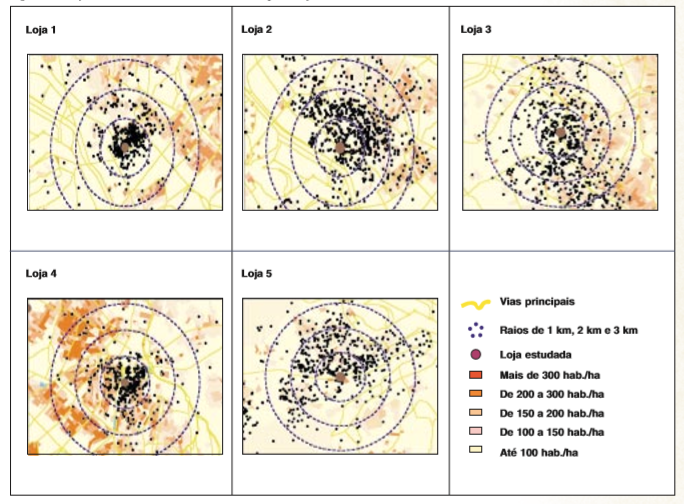 Loja 1
Loja 2
Loja 3
Loja 4
Loja 5
Vias principais
Raios de 1 km, 2 km e 3 km
Loja estudada
Mais de 300 hab./ha
De 200 a 300 hab./ha
De 150 a 200 hab./ha
De 100 a 150 hab./ha
Até 100 hab./ha